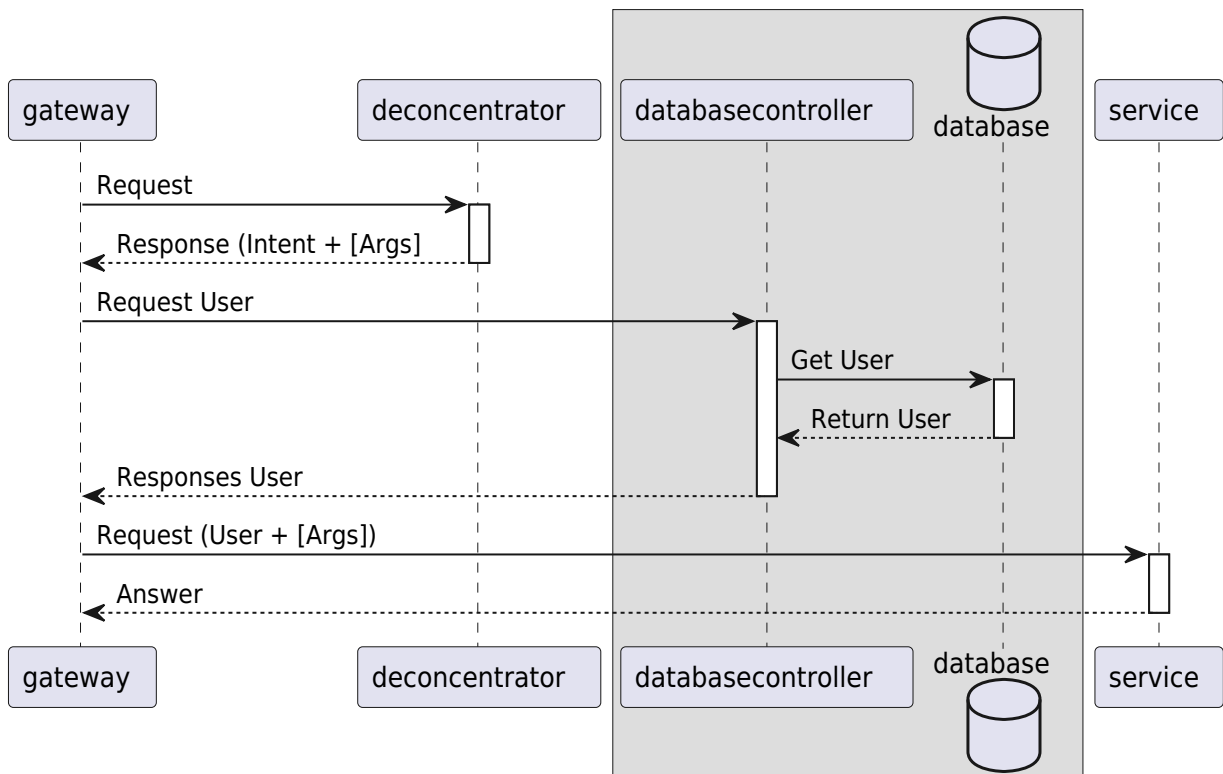 gateway
deconcentrator
databasecontroller
database
service
Request
Response (Intent + [Args]
Request User
Get User
Return User
Responses User
Request (User + [Args])
Answer
gateway
deconcentrator
databasecontroller
database
service